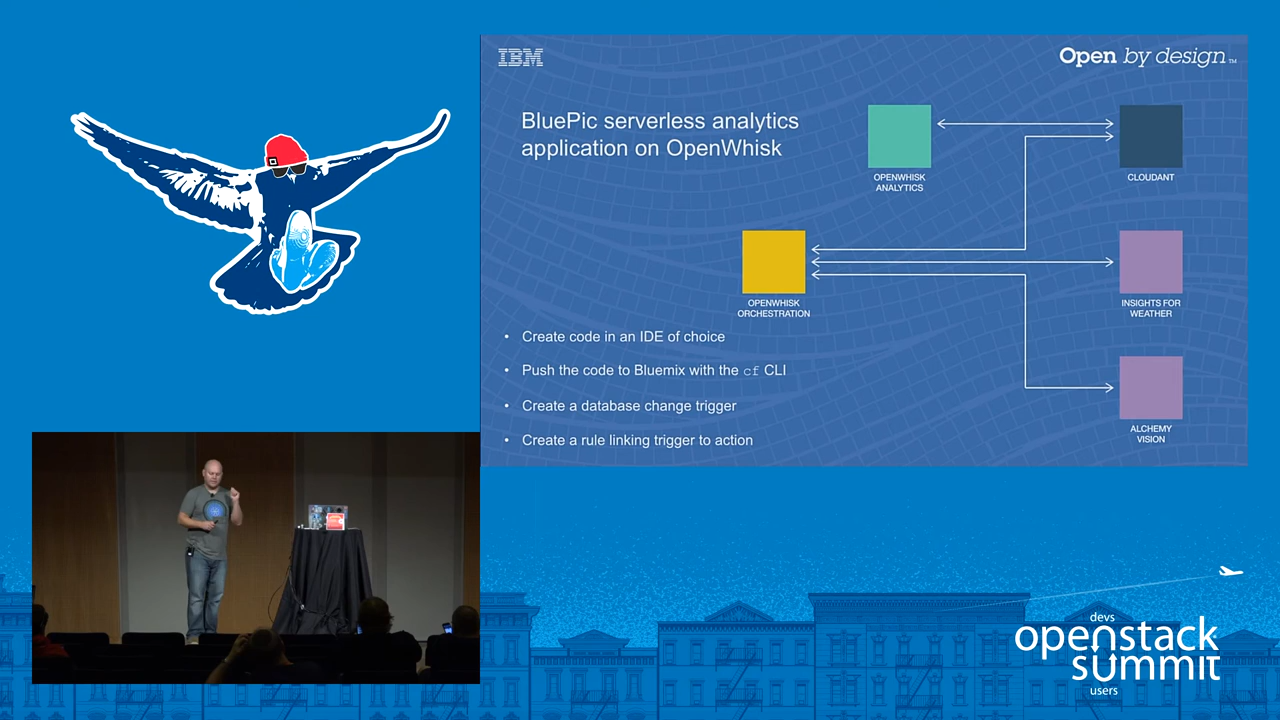 IBM
Open by design™
BluePic serverless analytics
application on OpenWhisk
OPENWHISK
ANALYTICS
CLOUDANT
OPENWHISK
ORCHESTRATION
INSIGHTS FOR
WEATHER
ALCHEMY
VISION
• Create code in an IDE of choice
• Push the code to Bluemix with the cf CLI
• Create a database change trigger
• Create a rule linking trigger to action
devs
openstack
summit
users